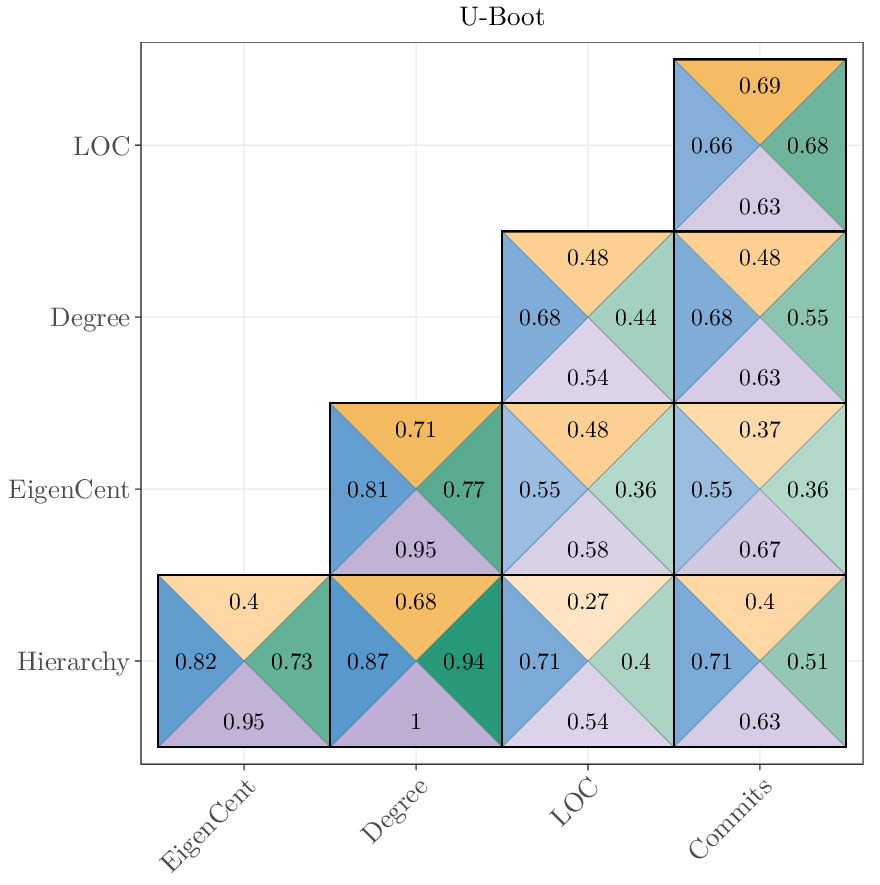 U-Boot
0.69
LOC
0.66 0.68
0.63
0.48 0.48
Degree
0.68 0.44 0.68 0.55
0.54 0.63
0.71 0.48 0.37
EigenCent
0.81 0.77 0.55 0.36 0.55 0.36
0.95 0.58 0.67
0.4 0.68 0.27 0.4
Hierarchy
0.82 0.73 0.87 0.94 0.71 0.4 0.71 0.51
0.95 1 0.54 0.63
EigenCent
Degree
LOC
Commits